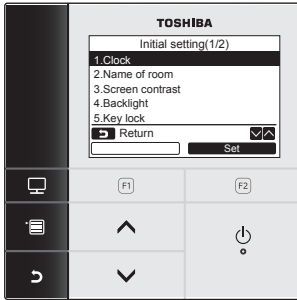 TOSHIBA
Initial setting(1/2)
1.Clock
2.Name of room
3.Screen contrast
4.Backlight
5.Key lock
Return
Set
F1 F2